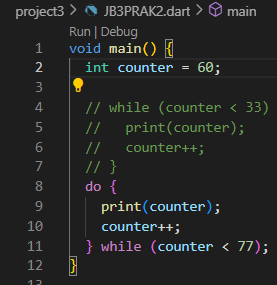 project3 > JB3PRAK2.dart > main
Run | Debug
1 void main() {
2 int counter = 60;
3
4 // while (counter < 33)
5 //   print(counter);
6 //   counter++;
7 // }
8 do {
9 print(counter);
10 counter++;
11 } while (counter < 77);
12 }